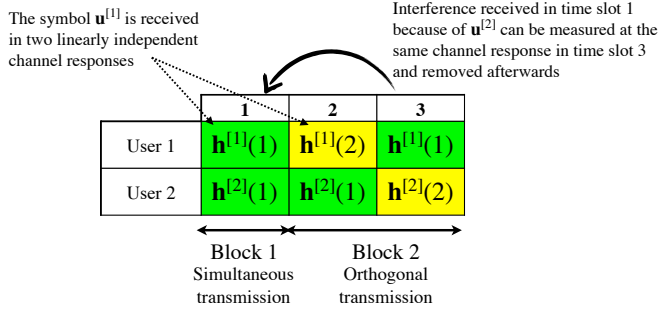 The symbol 𝐮^[1] is received
in two linearly independent
channel responses
Interference received in time slot 1
because of 𝐮^[2] can be measured at the
same channel response in time slot 3
and removed afterwards
1 2 3
User 1 𝐡^[1](1) 𝐡^[1](2) 𝐡^[1](1)
User 2 𝐡^[2](1) 𝐡^[2](1) 𝐡^[2](2)
Block 1 Block 2
Simultaneous Orthogonal
transmission transmission